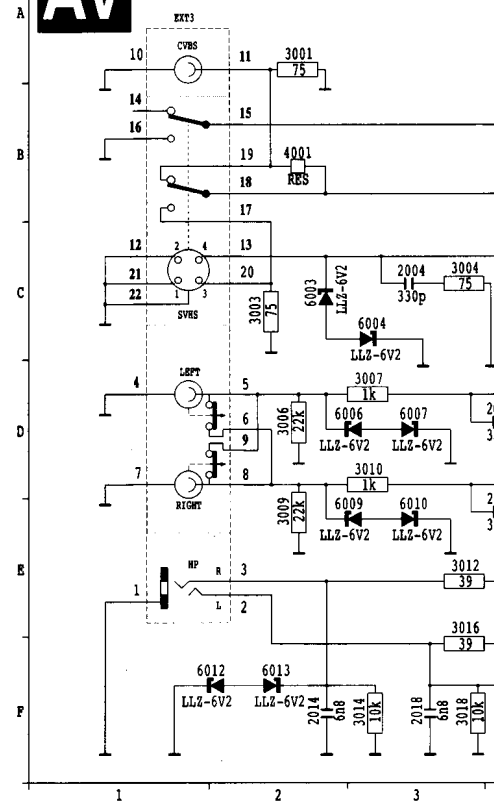 AV
A
EXT3
10 CVBS 11 3001
75
14 15
16
B
19 4001
18 RES
17
12 2 4 13
21 20
C
22 1 3
SVHS
3003 75
6003 LLZ-6V2
2004 3004
330p 75
6004
LLZ-6V2
LEFT
4 5 3007
1k
D
6
9
3006 22k
6006 6007
LLZ-6V2 LLZ-6V2
7 8 3010
1k
RIGHT
3009 22k
6009 6010
LLZ-6V2 LLZ-6V2
E
HP R 3 3012
39
1 L 2
3016
39
6012 6013
LLZ-6V2 LLZ-6V2
F
2014 6n8
3014 10k
2018 6n8
3018 10k
1 2 3